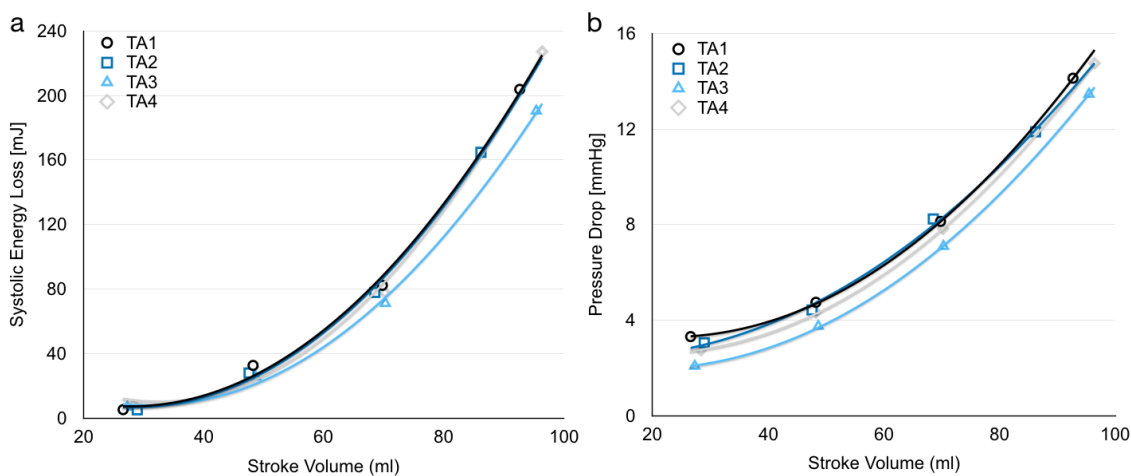 a
240
200
160
120
80
40
0
Systolic Energy Loss [mJ]
TA1
TA2
TA3
TA4
20 40 60 80 100
Stroke Volume (ml)
b
16
12
8
4
0
Pressure Drop [mmHg]
TA1
TA2
TA3
TA4
20 40 60 80 100
Stroke Volume (ml)